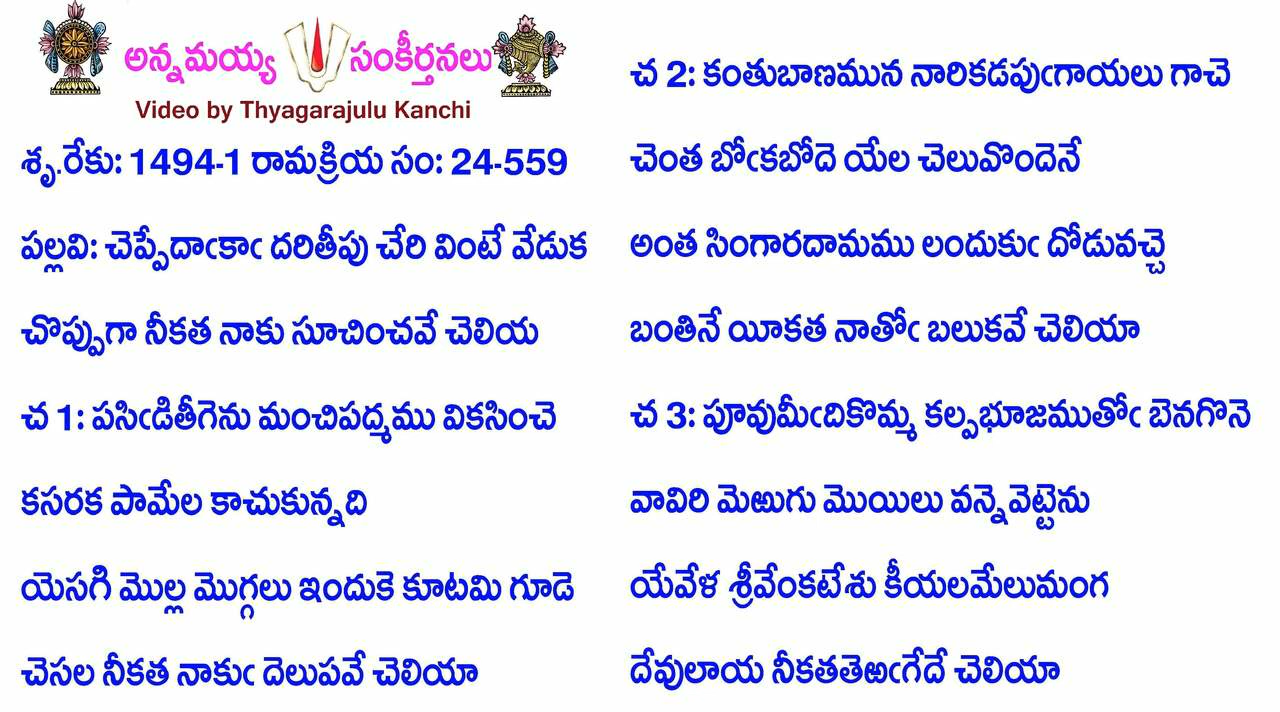 అన్నమయ్య సంకీర్తనలు
Video by Thyagarajulu Kanchi
శృ.రేకు: 1494-1 రామక్రియ సం: 24-559
పల్లవి: చెప్పేదాఁకాఁ దరితీపు చేరి వింటే వేడుక
చొప్పుగా నీకత నాకు సూచించవే చెలియ
చ 1: పసిఁడితీగెను మంచిపద్మము వికసించె
కసరక పామేల కాచుకున్నది
యెసగి మొల్ల మొగ్గలు ఇందుకె కూటమి గూడె
చెసల నీకత నాకుఁ దెలుపవే చెలియా
చ 2: కంతుబాణమున నారికడపుఁగాయలు గాచె
చెంత బోఁకబోదె యేల చెలువొందెనే
అంత సింగారదామము లందుకుఁ దోడువచ్చె
బంతినే యీకత నాతోఁ బలుకవే చెలియా
చ 3: పూవుమీఁదికొమ్మ కల్పభూజముతోఁ బెనగొనె
వావిరి మెఱుగు మొయిలు వన్నెవెట్టెను
యేవేళ శ్రీవేంకటేశు కీయలమేలుమంగ
దేవులాయ నీకతతెఱఁగేదే చెలియా